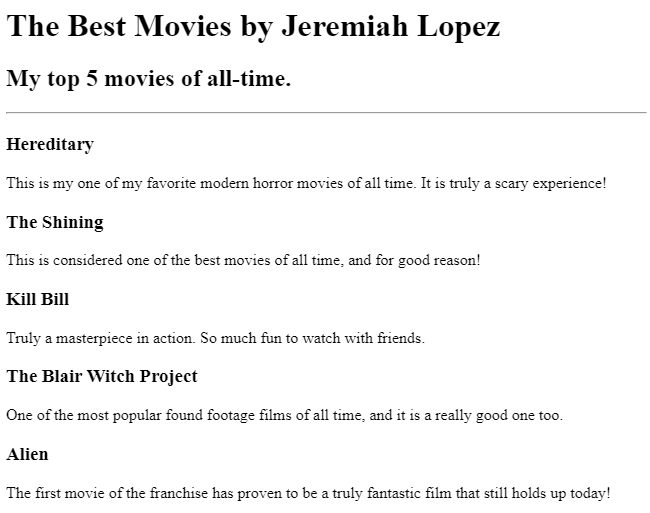 The Best Movies by Jeremiah Lopez
My top 5 movies of all-time.
Hereditary
This is my one of my favorite modern horror movies of all time. It is truly a scary experience!
The Shining
This is considered one of the best movies of all time, and for good reason!
Kill Bill
Truly a masterpiece in action. So much fun to watch with friends.
The Blair Witch Project
One of the most popular found footage films of all time, and it is a really good one too.
Alien
The first movie of the franchise has proven to be a truly fantastic film that still holds up today!